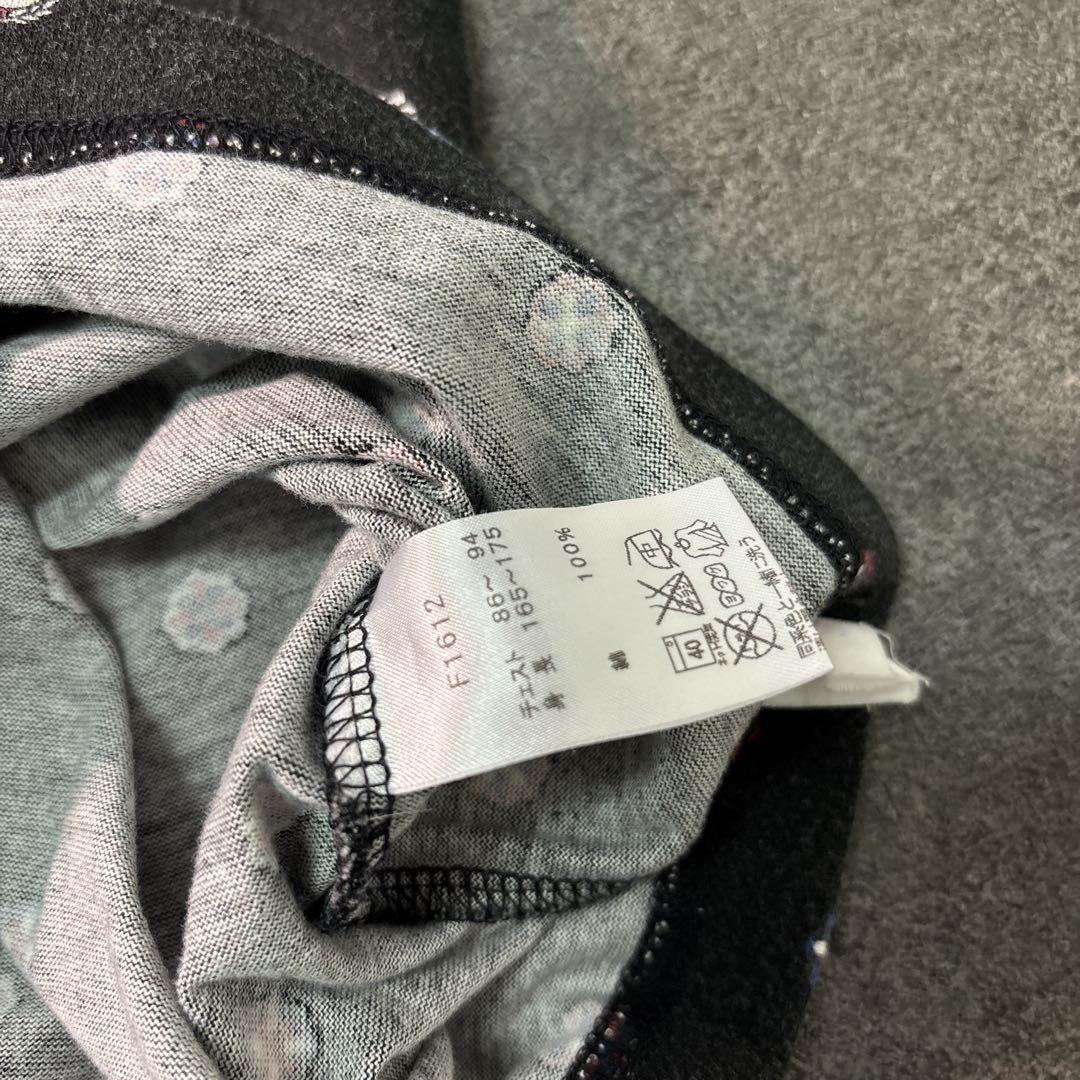 F1612
チェスト 86~ 94
身 長 165~175
綿 100%
40
中
同系色と一緒に洗う